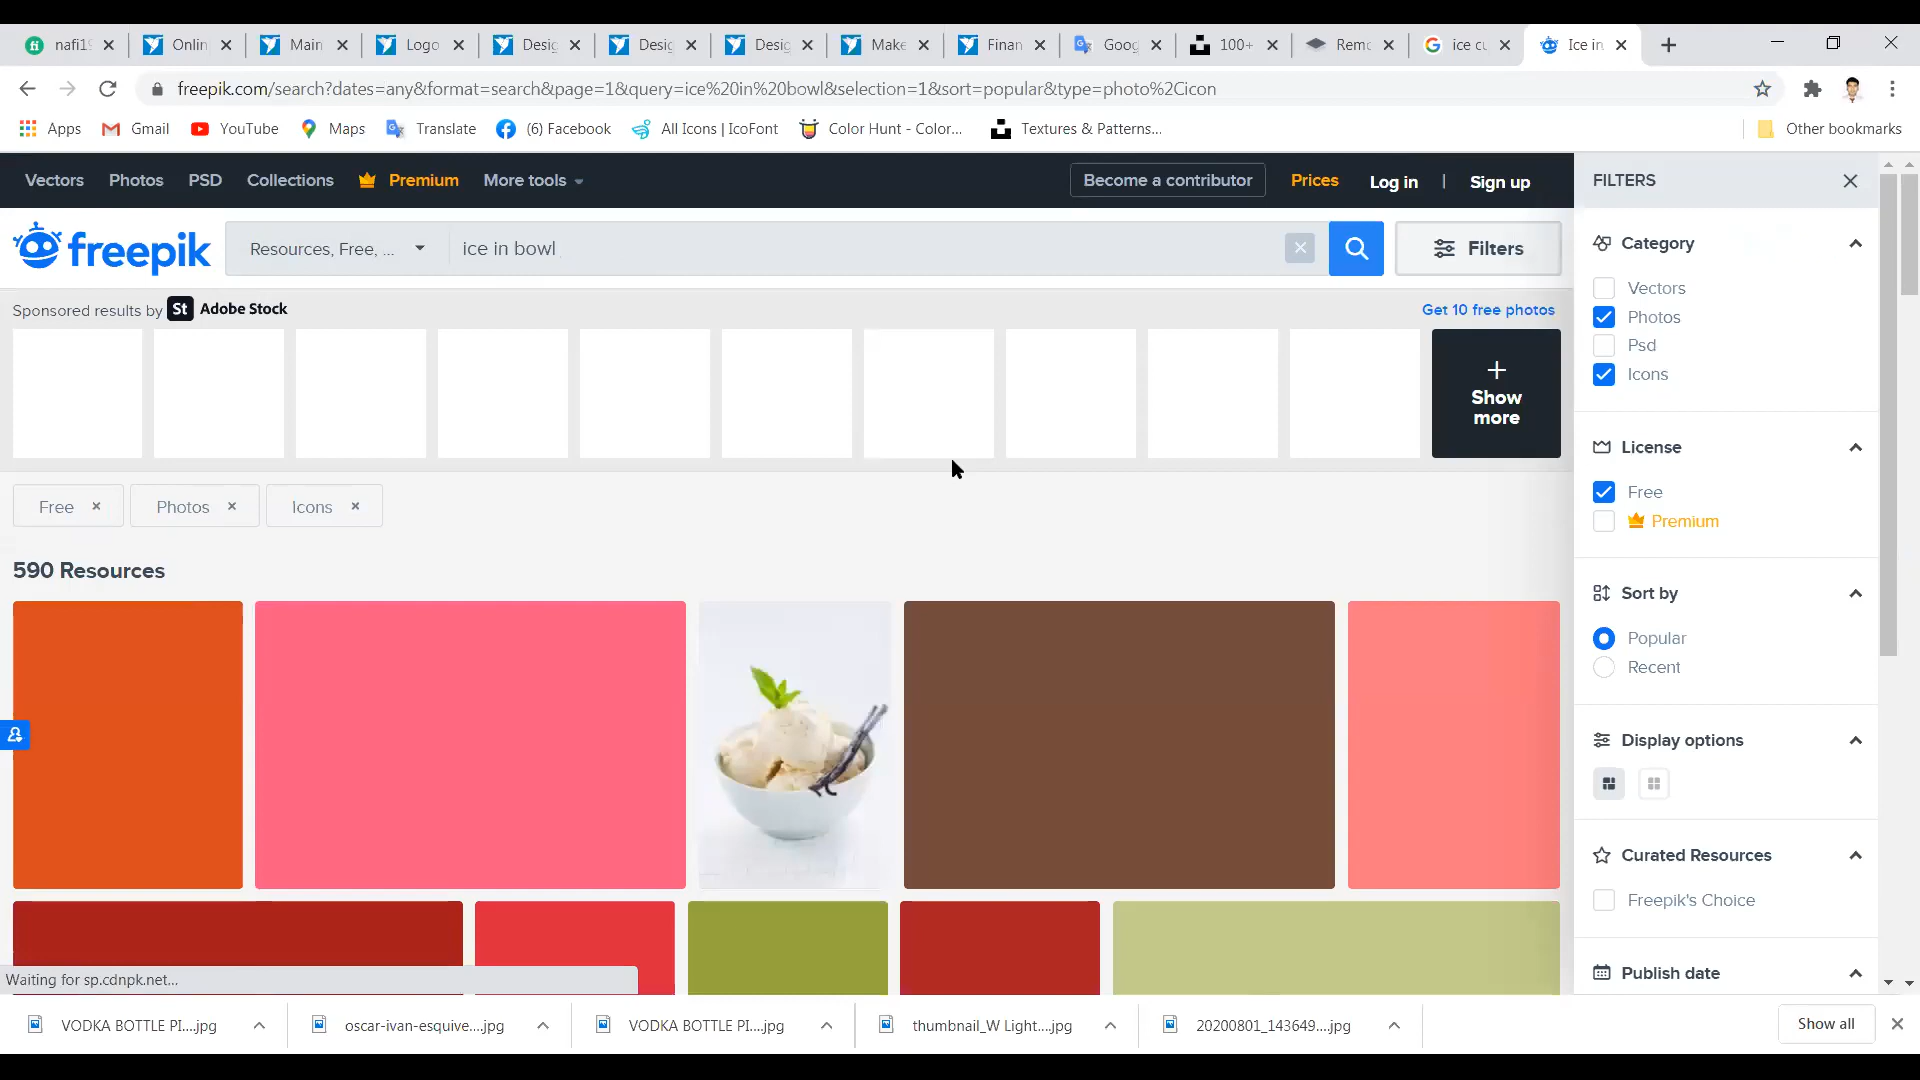 nafi19
Onlin
Main
Logo
Desig
Desig
Desig
Make
Finan
Goog
100+
Remo
ice cu
Ice in
freepik.com/search?dates=any&format=search&page=1&query=ice%20in%20bowl&selection=1&sort=popular&type=photo%2Cicon
Apps
Gmail
YouTube
Maps
Translate
(6) Facebook
All Icons | IcoFont
Color Hunt - Color...
Textures & Patterns...
Other bookmarks
Vectors
Photos
PSD
Collections
Premium
More tools
Become a contributor
Prices
Log in
|
Sign up
FILTERS
freepik
Resources, Free, ...
ice in bowl
Filters
Sponsored results by St Adobe Stock
Get 10 free photos
+
Show
more
Free ×
Photos ×
Icons ×
590 Resources
Category
Vectors
Photos
Psd
Icons
License
Free
Premium
Sort by
Popular
Recent
Display options
Curated Resources
Freepik's Choice
Publish date
Waiting for sp.cdnpk.net...
VODKA BOTTLE PI....jpg
oscar-ivan-esquive....jpg
VODKA BOTTLE PI....jpg
thumbnail_W Light....jpg
20200801_143649....jpg
Show all